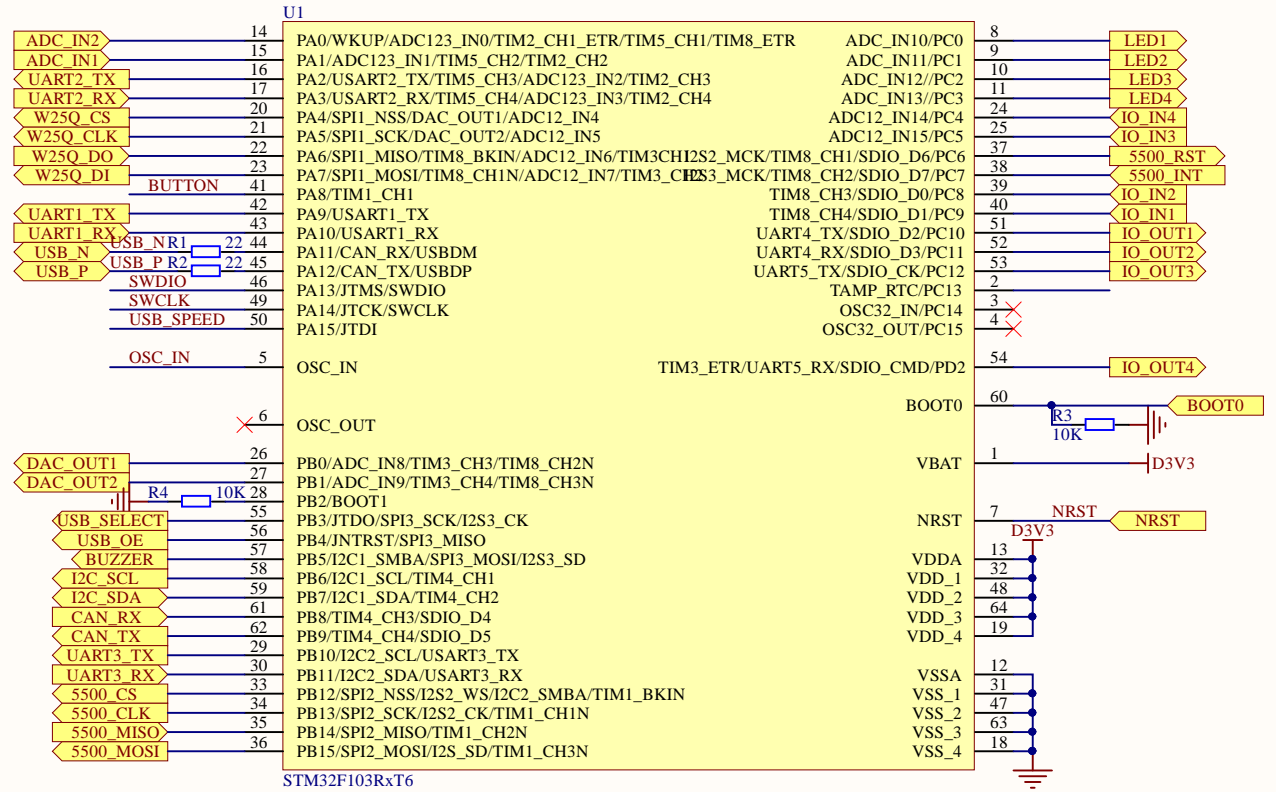 U1
ADC_IN2 14 PA0/WKUP/ADC123_IN0/TIM2_CH1_ETR/TIM5_CH1/TIM8_ETR ADC_IN10/PC0 8 LED1
ADC_IN1 15 PA1/ADC123_IN1/TIM5_CH2/TIM2_CH2 ADC_IN11/PC1 9 LED2
UART2_TX 16 PA2/USART2_TX/TIM5_CH3/ADC123_IN2/TIM2_CH3 ADC_IN12//PC2 10 LED3
UART2_RX 17 PA3/USART2_RX/TIM5_CH4/ADC123_IN3/TIM2_CH4 ADC_IN13//PC3 11 LED4
W25Q_CS 20 PA4/SPI1_NSS/DAC_OUT1/ADC12_IN4 ADC12_IN14/PC4 24 IO_IN4
W25Q_CLK 21 PA5/SPI1_SCK/DAC_OUT2/ADC12_IN5 ADC12_IN15/PC5 25 IO_IN3
W25Q_DO 22 PA6/SPI1_MISO/TIM8_BKIN/ADC12_IN6/TIM3CH1 I2S2_MCK/TIM8_CH1/SDIO_D6/PC6 37 5500_RST
W25Q_DI 23 PA7/SPI1_MOSI/TIM8_CH1N/ADC12_IN7/TIM3_CH2 I2S3_MCK/TIM8_CH2/SDIO_D7/PC7 38 5500_INT
BUTTON 41 PA8/TIM1_CH1 TIM8_CH3/SDIO_D0/PC8 39 IO_IN2
UART1_TX 42 PA9/USART1_TX TIM8_CH4/SDIO_D1/PC9 40 IO_IN1
UART1_RX 43 PA10/USART1_RX UART4_TX/SDIO_D2/PC10 51 IO_OUT1
USB_N USB_N R1 22 44 PA11/CAN_RX/USBDM UART4_RX/SDIO_D3/PC11 52 IO_OUT2
USB_P USB_P R2 22 45 PA12/CAN_TX/USBDP UART5_TX/SDIO_CK/PC12 53 IO_OUT3
SWDIO 46 PA13/JTMS/SWDIO TAMP_RTC/PC13 2
SWCLK 49 PA14/JTCK/SWCLK OSC32_IN/PC14 3
USB_SPEED 50 PA15/JTDI OSC32_OUT/PC15 4
OSC_IN 5 OSC_IN TIM3_ETR/UART5_RX/SDIO_CMD/PD2 54 IO_OUT4
BOOT0 60 BOOT0
R3
10K
6 OSC_OUT
DAC_OUT1 26 PB0/ADC_IN8/TIM3_CH3/TIM8_CH2N VBAT 1 D3V3
DAC_OUT2 27 PB1/ADC_IN9/TIM3_CH4/TIM8_CH3N
R4 10K 28 PB2/BOOT1
USB_SELECT 55 PB3/JTDO/SPI3_SCK/I2S3_CK NRST 7 NRST NRST
USB_OE 56 PB4/JNTRST/SPI3_MISO D3V3
BUZZER 57 PB5/I2C1_SMBA/SPI3_MOSI/I2S3_SD VDDA 13
I2C_SCL 58 PB6/I2C1_SCL/TIM4_CH1 VDD_1 32
I2C_SDA 59 PB7/I2C1_SDA/TIM4_CH2 VDD_2 48
CAN_RX 61 PB8/TIM4_CH3/SDIO_D4 VDD_3 64
CAN_TX 62 PB9/TIM4_CH4/SDIO_D5 VDD_4 19
UART3_TX 29 PB10/I2C2_SCL/USART3_TX
UART3_RX 30 PB11/I2C2_SDA/USART3_RX VSSA 12
5500_CS 33 PB12/SPI2_NSS/I2S2_WS/I2C2_SMBA/TIM1_BKIN VSS_1 31
5500_CLK 34 PB13/SPI2_SCK/I2S2_CK/TIM1_CH1N VSS_2 47
5500_MISO 35 PB14/SPI2_MISO/TIM1_CH2N VSS_3 63
5500_MOSI 36 PB15/SPI2_MOSI/I2S_SD/TIM1_CH3N VSS_4 18
STM32F103RxT6